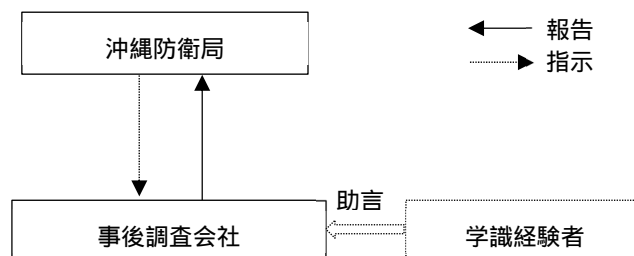 沖縄防衛局
報告
指示
助言
事後調査会社
学識経験者